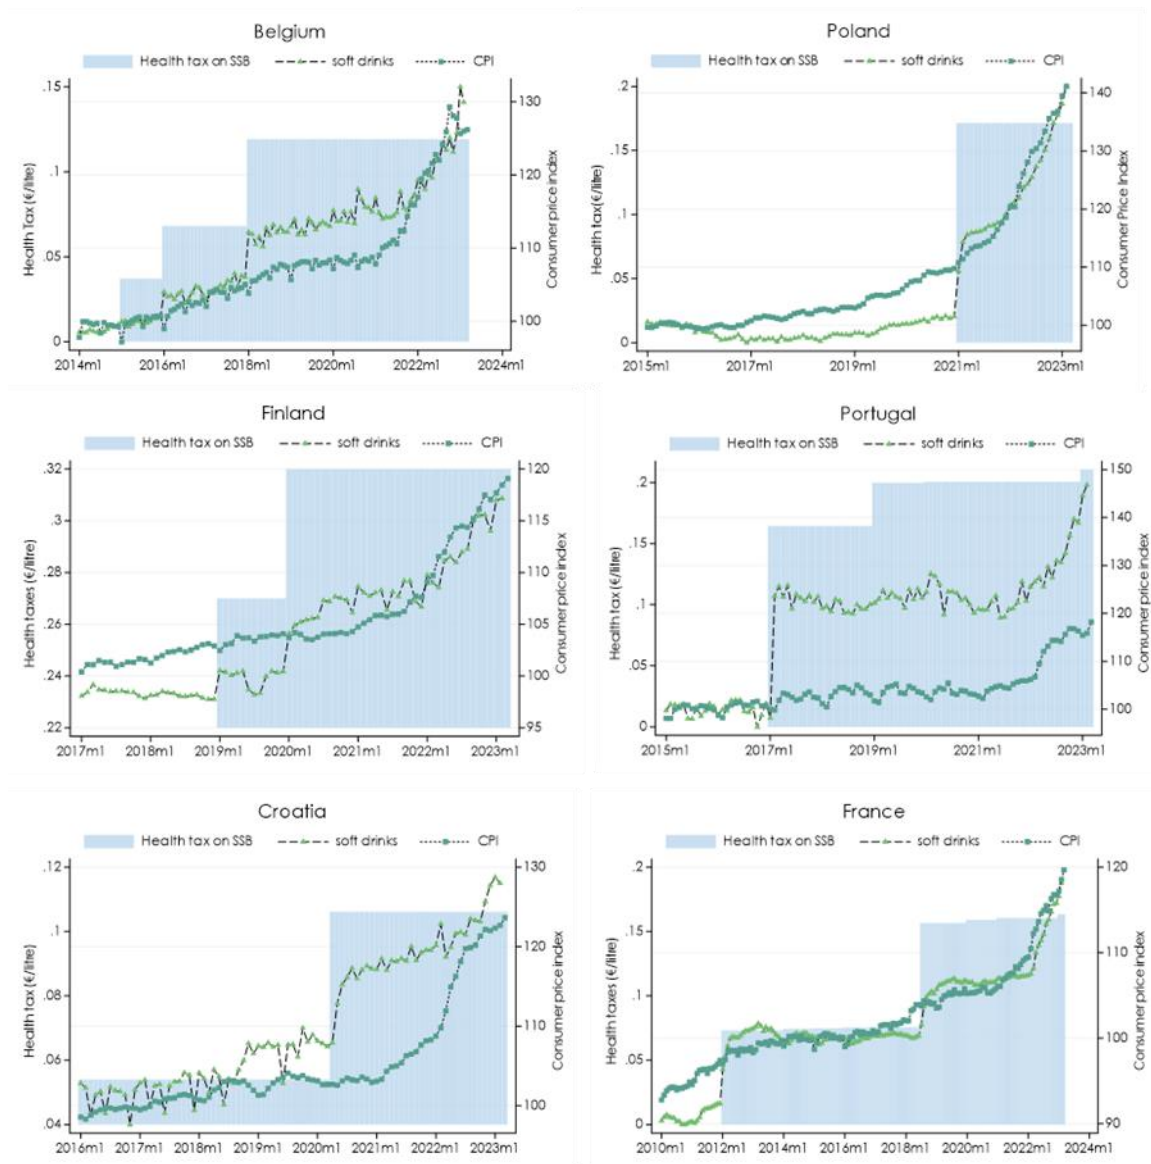 Belgium
Health tax on SSB soft drinks CPI
.15
.1
.05
0
Health Tax (€/litre)
130
120
110
100
Consumer price index
2014m1 2016m1 2018m1 2020m1 2022m1 2024m1
Poland
Health tax on SSB soft drinks CPI
.2
.15
.1
.05
0
Health tax(€/litre)
140
130
120
110
100
Consumer Price Index
2015m1 2017m1 2019m1 2021m1 2023m1
Finland
Health tax on SSB soft drinks CPI
.32
.3
.28
.26
.24
.22
Health taxes (€/litre)
120
115
110
105
100
95
Consumer price index
2017m1 2018m1 2019m1 2020m1 2021m1 2022m1 2023m1
Portugal
Health tax on SSB soft drinks CPI
.2
.15
.1
.05
0
Health tax (€/litre)
150
140
130
120
110
100
Consumer price index
2015m1 2017m1 2019m1 2021m1 2023m1
Croatia
Health tax on SSB soft drinks CPI
.12
.1
.08
.06
.04
Health tax (€/litre)
130
120
110
100
Consumer price index
2016m1 2017m1 2018m1 2019m1 2020m1 2021m1 2022m1 2023m1
France
Health tax on SSB soft drinks CPI
.2
.15
.1
.05
0
Health taxes (€/litre)
120
110
100
90
Consumer price index
2010m1 2012m1 2014m1 2016m1 2018m1 2020m1 2022m1 2024m1